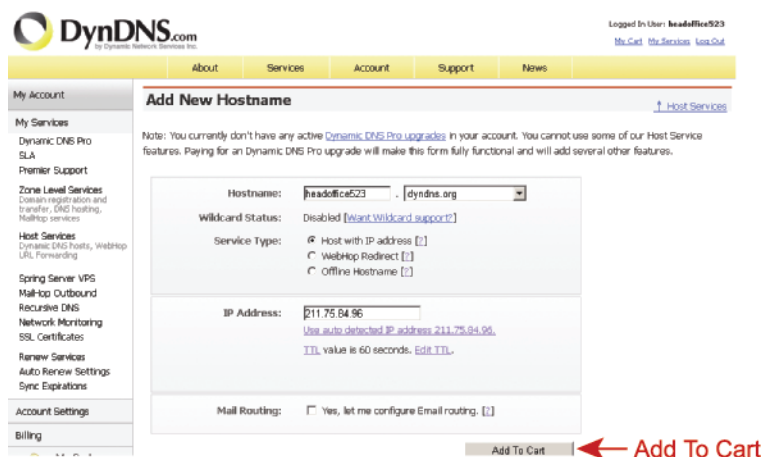 DynDNS.com
by Dynamic Network Services Inc.
Logged In User: headoffice523
My Cart My Services Log Out
About Services Account Support News
My Account
My Services
Dynamic DNS Pro
SLA
Premier Support
Zone Level Services
Domain registration and
transfer, DNS hosting,
MailHop services
Host Services
Dynamic DNS hosts, WebHop
URL Forwarding
Spring Server VPS
MailHop Outbound
Recursive DNS
Network Monitoring
SSL Certificates
Renew Services
Auto Renew Settings
Sync Expirations
Account Settings
Billing
Add New Hostname
↑ Host Services
Note: You currently don't have any active Dynamic DNS Pro upgrades in your account. You cannot use some of our Host Service
features. Paying for an Dynamic DNS Pro upgrade will make this form fully functional and will add several other features.
Hostname: headoffice523 . dyndns.org
Wildcard Status: Disabled [Want Wildcard support?]
Service Type: Host with IP address [?]
WebHop Redirect [?]
Offline Hostname [?]
IP Address: 211.75.84.96
Use auto detected IP address 211.75.84.96.
TTL value is 60 seconds. Edit TTL.
Mail Routing: Yes, let me configure Email routing. [?]
Add To Cart
Add To Cart